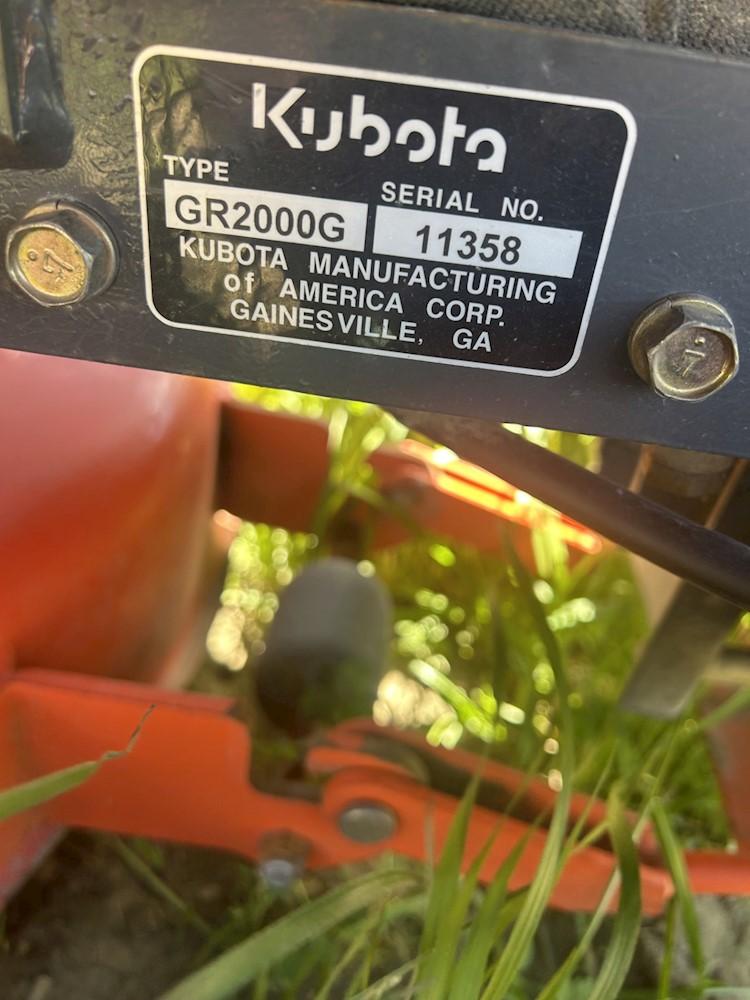 Kubota
TYPE
SERIAL NO.
GR2000G
11358
KUBOTA MANUFACTURING
of AMERICA CORP.
GAINESVILLE, GA